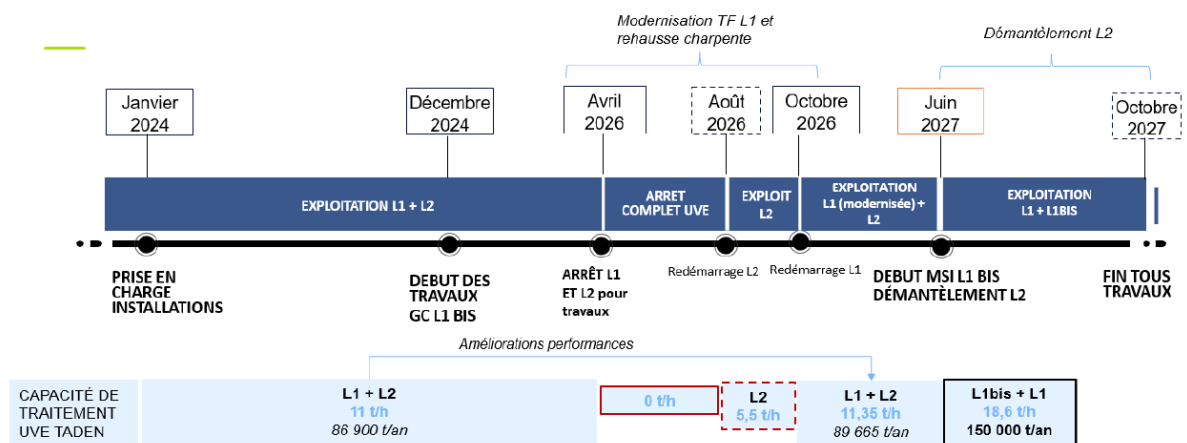 Modernisation TF L1 et
rehausse charpente
Démantèlement L2
Janvier
2024
Décembre
2024
Avril
2026
Août
2026
Octobre
2026
Juin
2027
Octobre
2027
EXPLOITATION L1 + L2
ARRET
COMPLET UVE
EXPLOIT
L2
EXPLOITATION
L1 (modernisée) +
L2
EXPLOITATION
L1 + L1BIS
PRISE EN
CHARGE
INSTALLATIONS
DEBUT DES
TRAVAUX
GC L1 BIS
ARRÊT L1
ET L2 pour
travaux
Redémarrage L2
Redémarrage L1
DEBUT MSI L1 BIS
DÉMANTÈLEMENT L2
FIN TOUS
TRAVAUX
Améliorations performances
CAPACITÉ DE
TRAITEMENT
UVE TADEN
L1 + L2
11 t/h
86 900 t/an
0 t/h
L2
5,5 t/h
L1 + L2
11,35 t/h
89 665 t/an
L1bis + L1
18,6 t/h
150 000 t/an